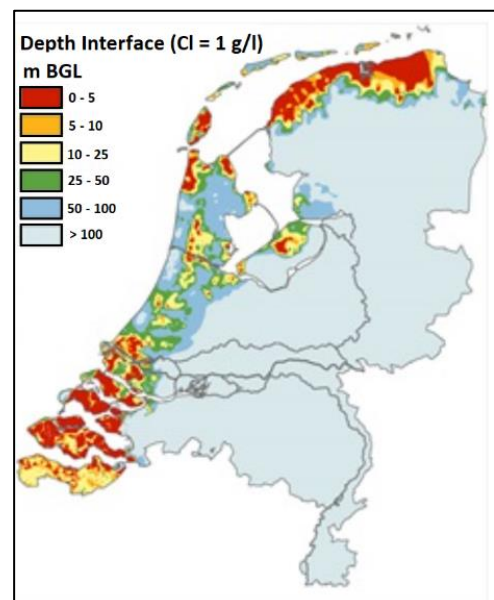 Depth Interface (Cl = 1 g/l)
m BGL
0 - 5
5 - 10
10 - 25
25 - 50
50 - 100
> 100